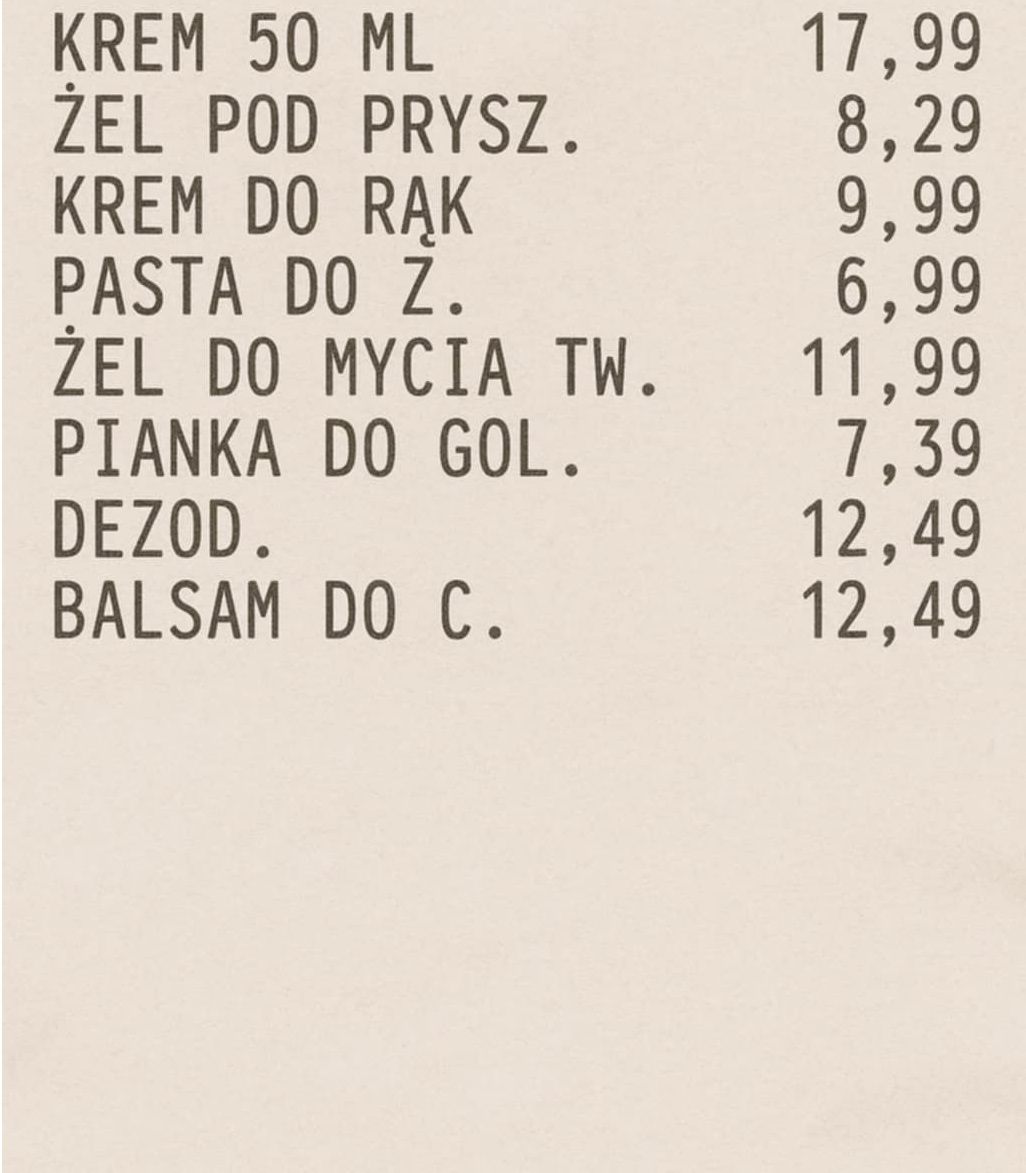 KREM 50 ML 17,99
ŻEL POD PRYSZ. 8,29
KREM DO RĄK 9,99
PASTA DO Z. 6,99
ŻEL DO MYCIA TW. 11,99
PIANKA DO GOL. 7,39
DEZOD. 12,49
BALSAM DO C. 12,49